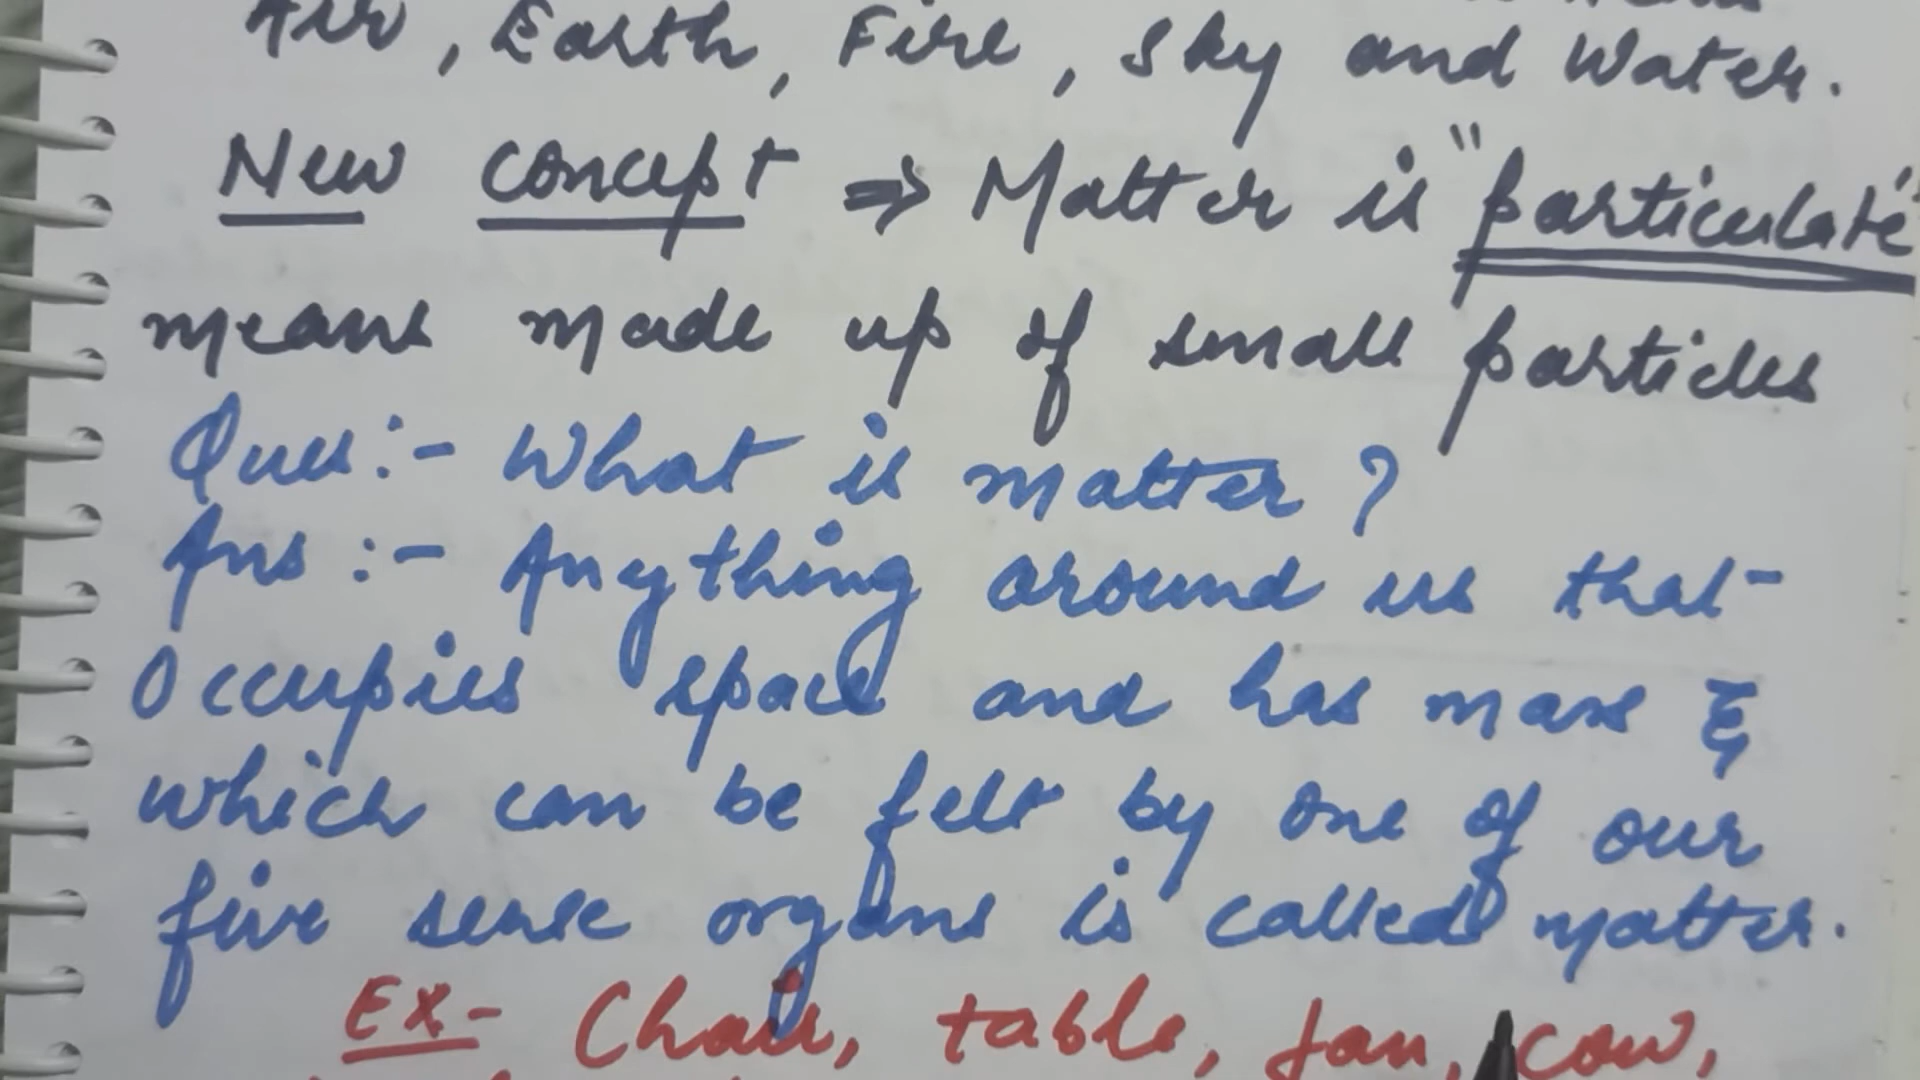 Air, Earth, Fire, Sky and Water.
New concept ⇒ Matter is "particulate"
means made up of small particles
Ques:- What is matter?
Ans:- Anything around us that
Occupies space and has mass &
which can be felt by one of our
five sense organs is called matter.
Ex- Chair, table, fan, cow,